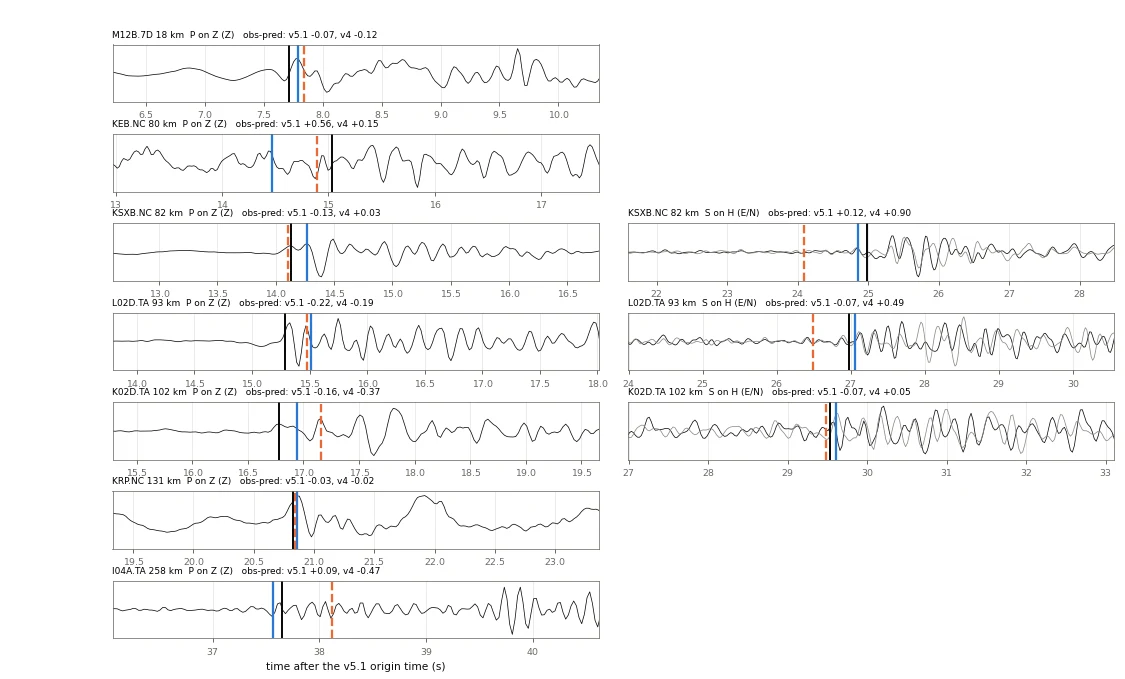 M12B.7D 18 km  P on Z (Z)   obs-pred: v5.1 -0.07, v4 -0.12
6.5 7.0 7.5 8.0 8.5 9.0 9.5 10.0
KEB.NC 80 km  P on Z (Z)   obs-pred: v5.1 +0.56, v4 +0.15
13 14 15 16 17
KSXB.NC 82 km  P on Z (Z)   obs-pred: v5.1 -0.13, v4 +0.03
13.0 13.5 14.0 14.5 15.0 15.5 16.0 16.5
KSXB.NC 82 km  S on H (E/N)   obs-pred: v5.1 +0.12, v4 +0.90
22 23 24 25 26 27 28
L02D.TA 93 km  P on Z (Z)   obs-pred: v5.1 -0.22, v4 -0.19
14.0 14.5 15.0 15.5 16.0 16.5 17.0 17.5 18.0
L02D.TA 93 km  S on H (E/N)   obs-pred: v5.1 -0.07, v4 +0.49
24 25 26 27 28 29 30
K02D.TA 102 km  P on Z (Z)   obs-pred: v5.1 -0.16, v4 -0.37
15.5 16.0 16.5 17.0 17.5 18.0 18.5 19.0 19.5
K02D.TA 102 km  S on H (E/N)   obs-pred: v5.1 -0.07, v4 +0.05
27 28 29 30 31 32 33
KRP.NC 131 km  P on Z (Z)   obs-pred: v5.1 -0.03, v4 -0.02
19.5 20.0 20.5 21.0 21.5 22.0 22.5 23.0
I04A.TA 258 km  P on Z (Z)   obs-pred: v5.1 +0.09, v4 -0.47
37 38 39 40
time after the v5.1 origin time (s)